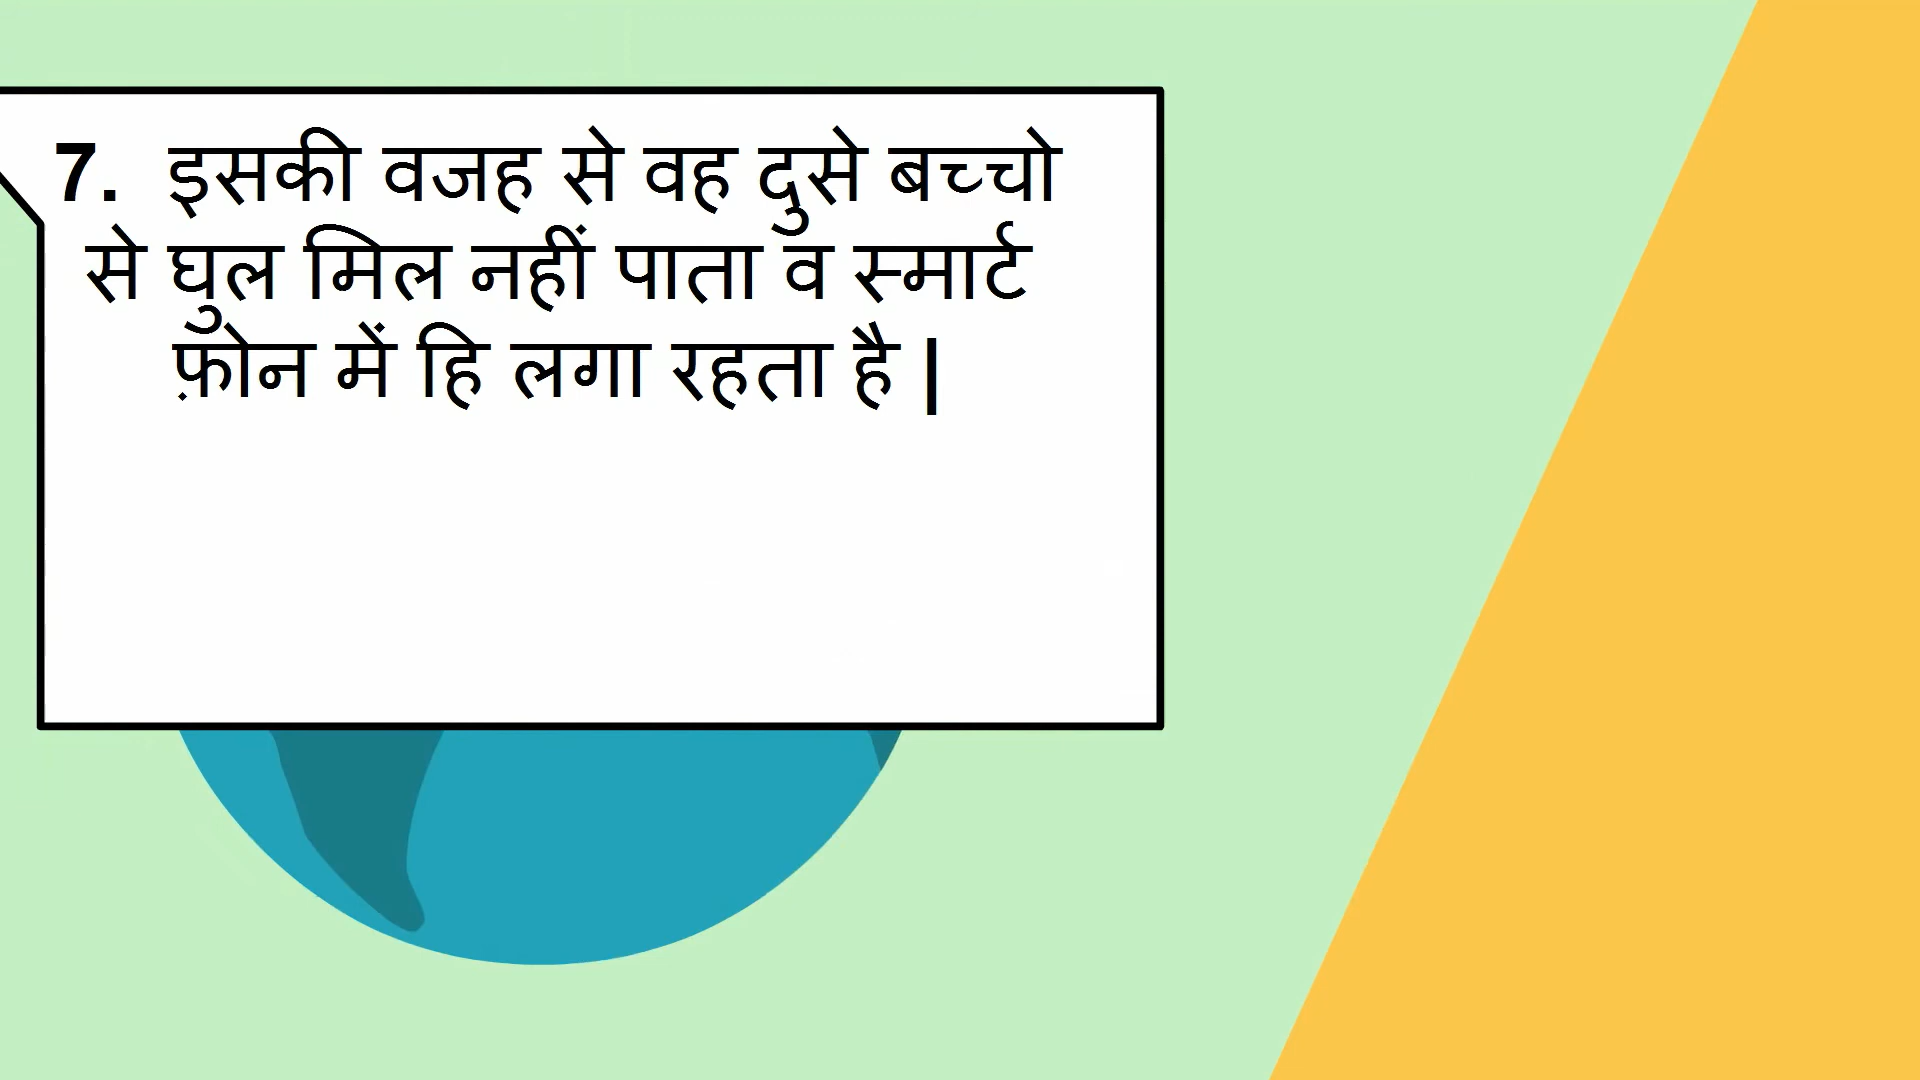 7. इसकी वजह से वह दुसे बच्चो
से घुल मिल नहीं पाता व स्मार्ट
फ़ोन में हि लगा रहता है |